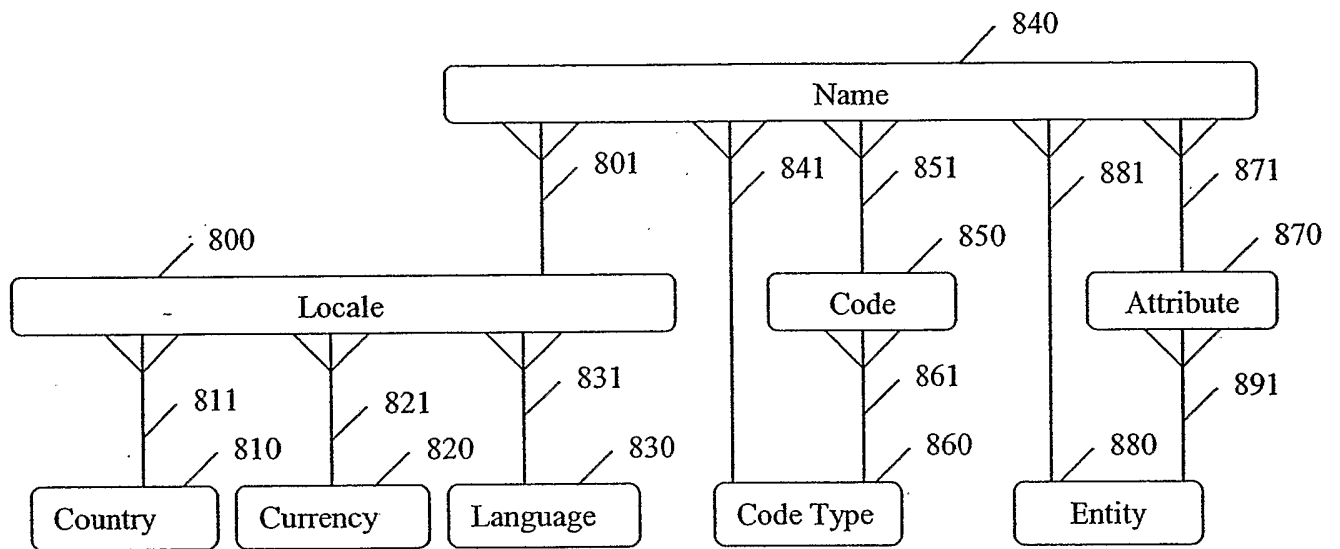 840
Name
801
841
851
881
871
800
850
870
Locale
Code
Attribute
811
821
831
861
891
810
820
830
860
880
Country
Currency
Language
Code Type
Entity